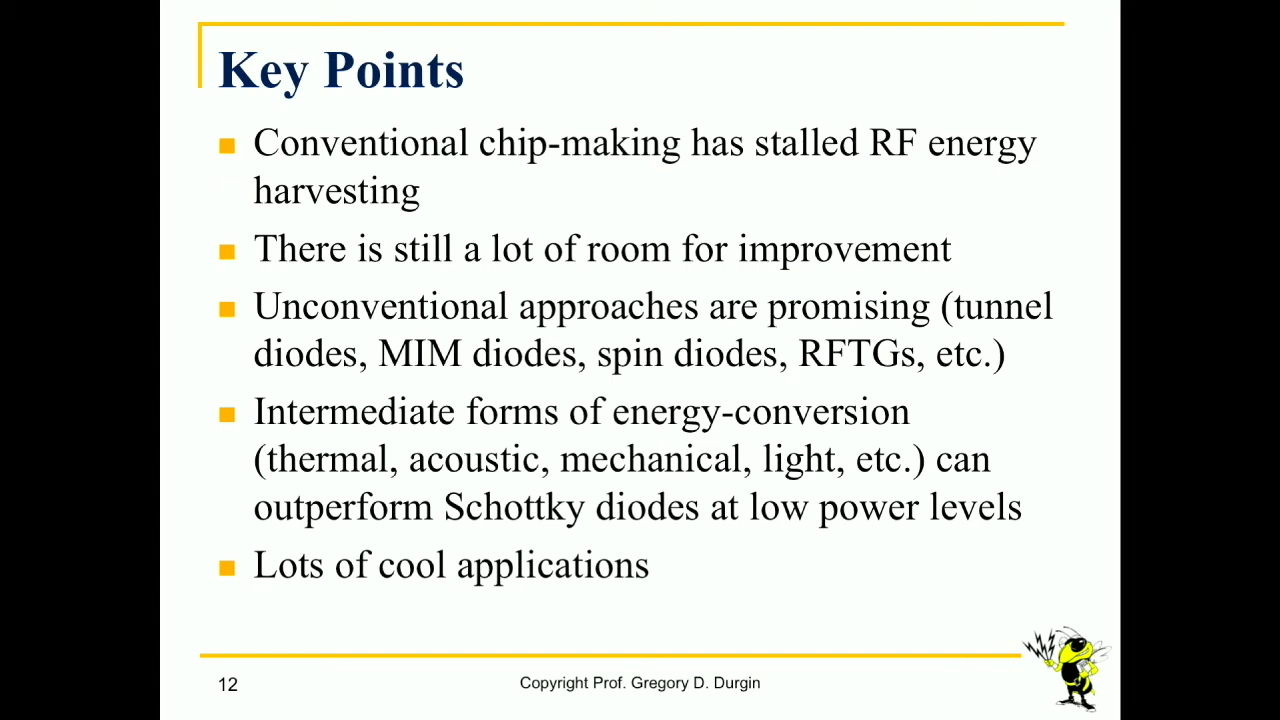 Key Points
Conventional chip-making has stalled RF energy
harvesting
There is still a lot of room for improvement
Unconventional approaches are promising (tunnel
diodes, MIM diodes, spin diodes, RFTGs, etc.)
Intermediate forms of energy-conversion
(thermal, acoustic, mechanical, light, etc.) can
outperform Schottky diodes at low power levels
Lots of cool applications
12
Copyright Prof. Gregory D. Durgin